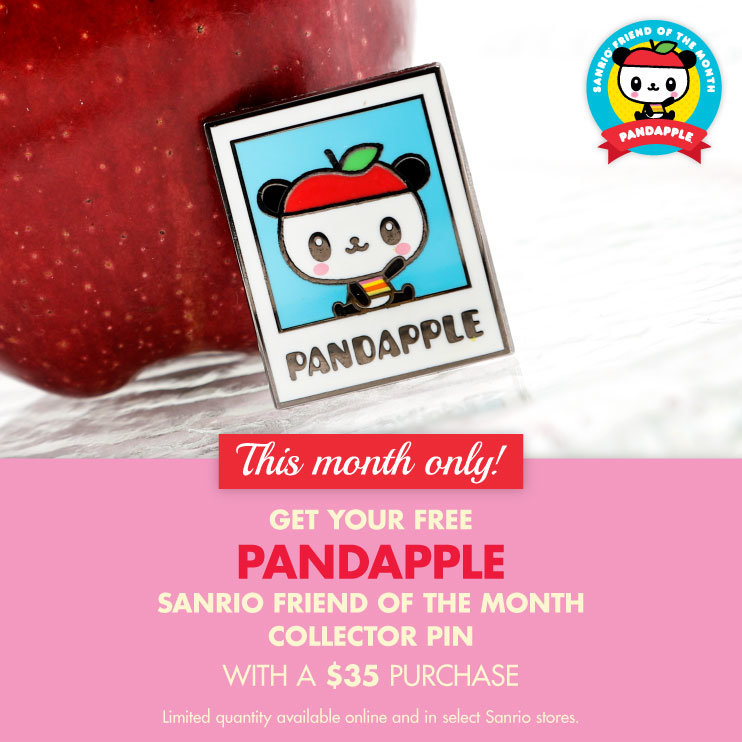 SANRIO FRIEND OF THE MONTH
PANDAPPLE
PANDAPPLE
This month only!
GET YOUR FREE
PANDAPPLE
SANRIO FRIEND OF THE MONTH
COLLECTOR PIN
WITH A $35 PURCHASE
Limited quantity available online and in select Sanrio stores.